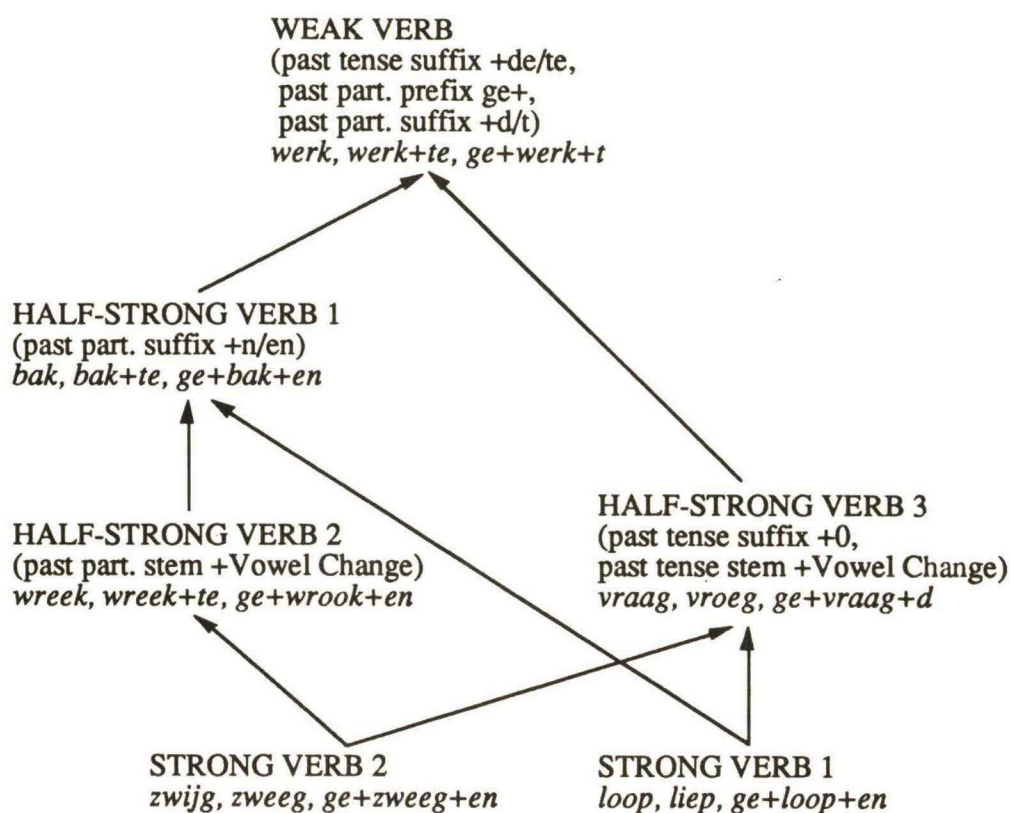 WEAK VERB
(past tense suffix +de/te,
past part. prefix ge+,
past part. suffix +d/t)
werk, werk+te, ge+werk+t
HALF-STRONG VERB 1
(past part. suffix +n/en)
bak, bak+te, ge+bak+en
HALF-STRONG VERB 2
(past part. stem +Vowel Change)
wreek, wreek+te, ge+wrook+en
HALF-STRONG VERB 3
(past tense suffix +0,
past tense stem +Vowel Change)
vraag, vroeg, ge+vraag+d
STRONG VERB 2
zwijg, zweeg, ge+zweeg+en
STRONG VERB 1
loop, liep, ge+loop+en